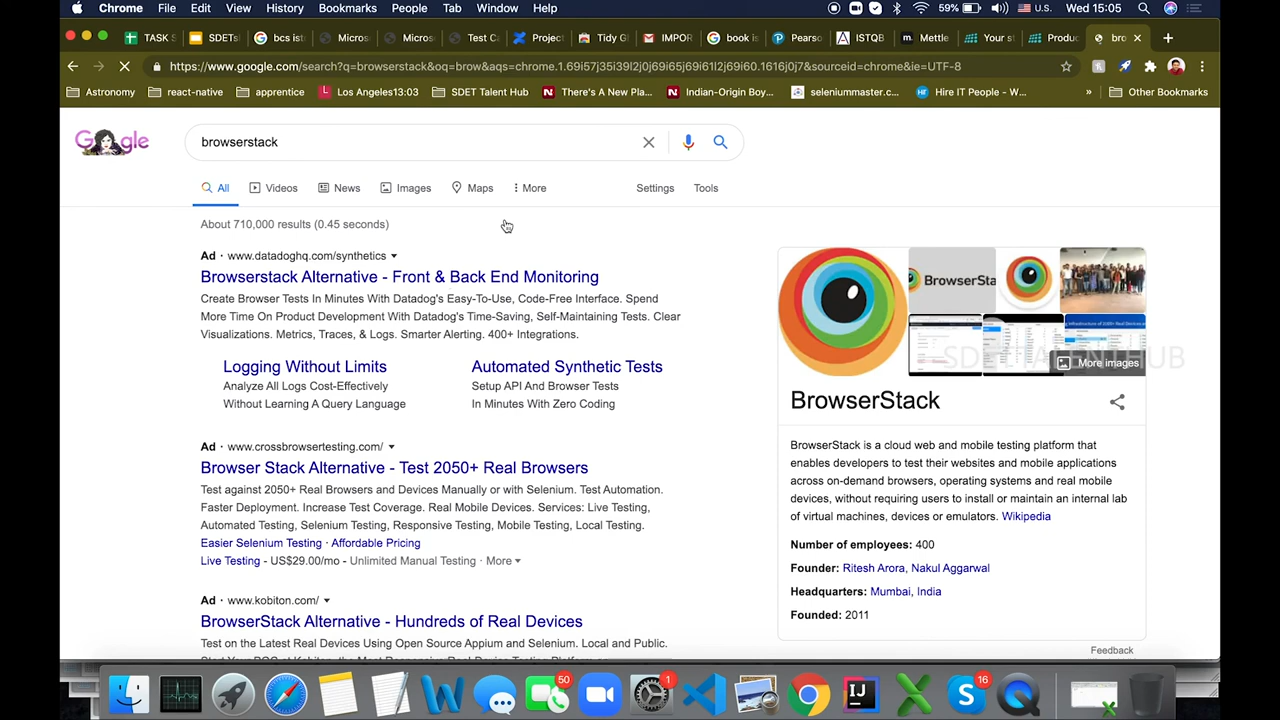 Chrome File Edit View History Bookmarks People Tab Window Help 59% U.S. Wed 15:05
TASK S SDETsl bcs ist Micros Micros Test Ca Project Tidy G IMPOR book is Pearso ISTQB Mettle Your s Produc bro
https://www.google.com/search?q=browserstack&oq=brow&aqs=chrome.1.69i57j35i39l2j0j69i65j69i61l2j69i60.1616j0j7&sourceid=chrome&ie=UTF-8
Astronomy react-native apprentice Los Angeles13:03 SDET Talent Hub There's A New Pla... Indian-Origin Boy... seleniummaster.c... Hire IT People - W... » Other Bookmarks
Google
browserstack
All Videos News Images Maps More Settings Tools
About 710,000 results (0.45 seconds)
Ad · www.datadoghq.com/synthetics
Browserstack Alternative - Front & Back End Monitoring
Create Browser Tests In Minutes With Datadog's Easy-To-Use, Code-Free Interface. Spend
More Time On Product Development With Datadog's Time-Saving, Self-Maintaining Tests. Clear
Visualizations, Metrics, Traces, & Logs. Smart Alerting. 400+ Integrations.
Logging Without Limits
Analyze All Logs Cost-Effectively
Without Learning A Query Language
Automated Synthetic Tests
Setup API And Browser Tests
In Minutes With Zero Coding
Ad · www.crossbrowsertesting.com/
Browser Stack Alternative - Test 2050+ Real Browsers
Test against 2050+ Real Browsers and Devices Manually or with Selenium. Test Automation.
Faster Deployment. Increase Test Coverage. Real Mobile Devices. Services: Live Testing,
Automated Testing, Selenium Testing, Responsive Testing, Mobile Testing, Local Testing.
Easier Selenium Testing · Affordable Pricing
Live Testing - US$29.00/mo - Unlimited Manual Testing · More
Ad · www.kobiton.com/
BrowserStack Alternative - Hundreds of Real Devices
Test on the Latest Real Devices Using Open Source Appium and Selenium. Local and Public.
BrowserSta
SDET TALENT HUB
More images
BrowserStack
BrowserStack is a cloud web and mobile testing platform that
enables developers to test their websites and mobile applications
across on-demand browsers, operating systems and real mobile
devices, without requiring users to install or maintain an internal lab
of virtual machines, devices or emulators. Wikipedia
Number of employees: 400
Founder: Ritesh Arora, Nakul Aggarwal
Headquarters: Mumbai, India
Founded: 2011
Feedback
50 1 16